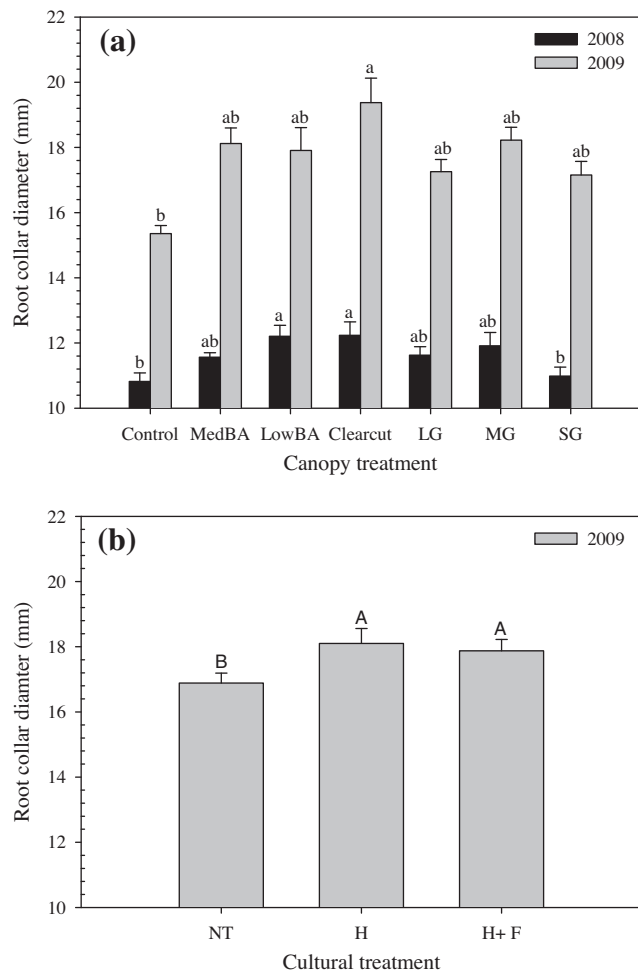 22
(a)
2008
2009
a
20
ab
ab
ab
ab
ab
18
16
b
14
a
a
ab
ab
ab
12
b
b
10
Root collar diameter (mm)
Control MedBA LowBA Clearcut LG MG SG
Canopy treatment
22
(b)
2009
20
A
A
B
18
16
14
12
10
Root collar diamter (mm)
NT H H+ F
Cultural treatment